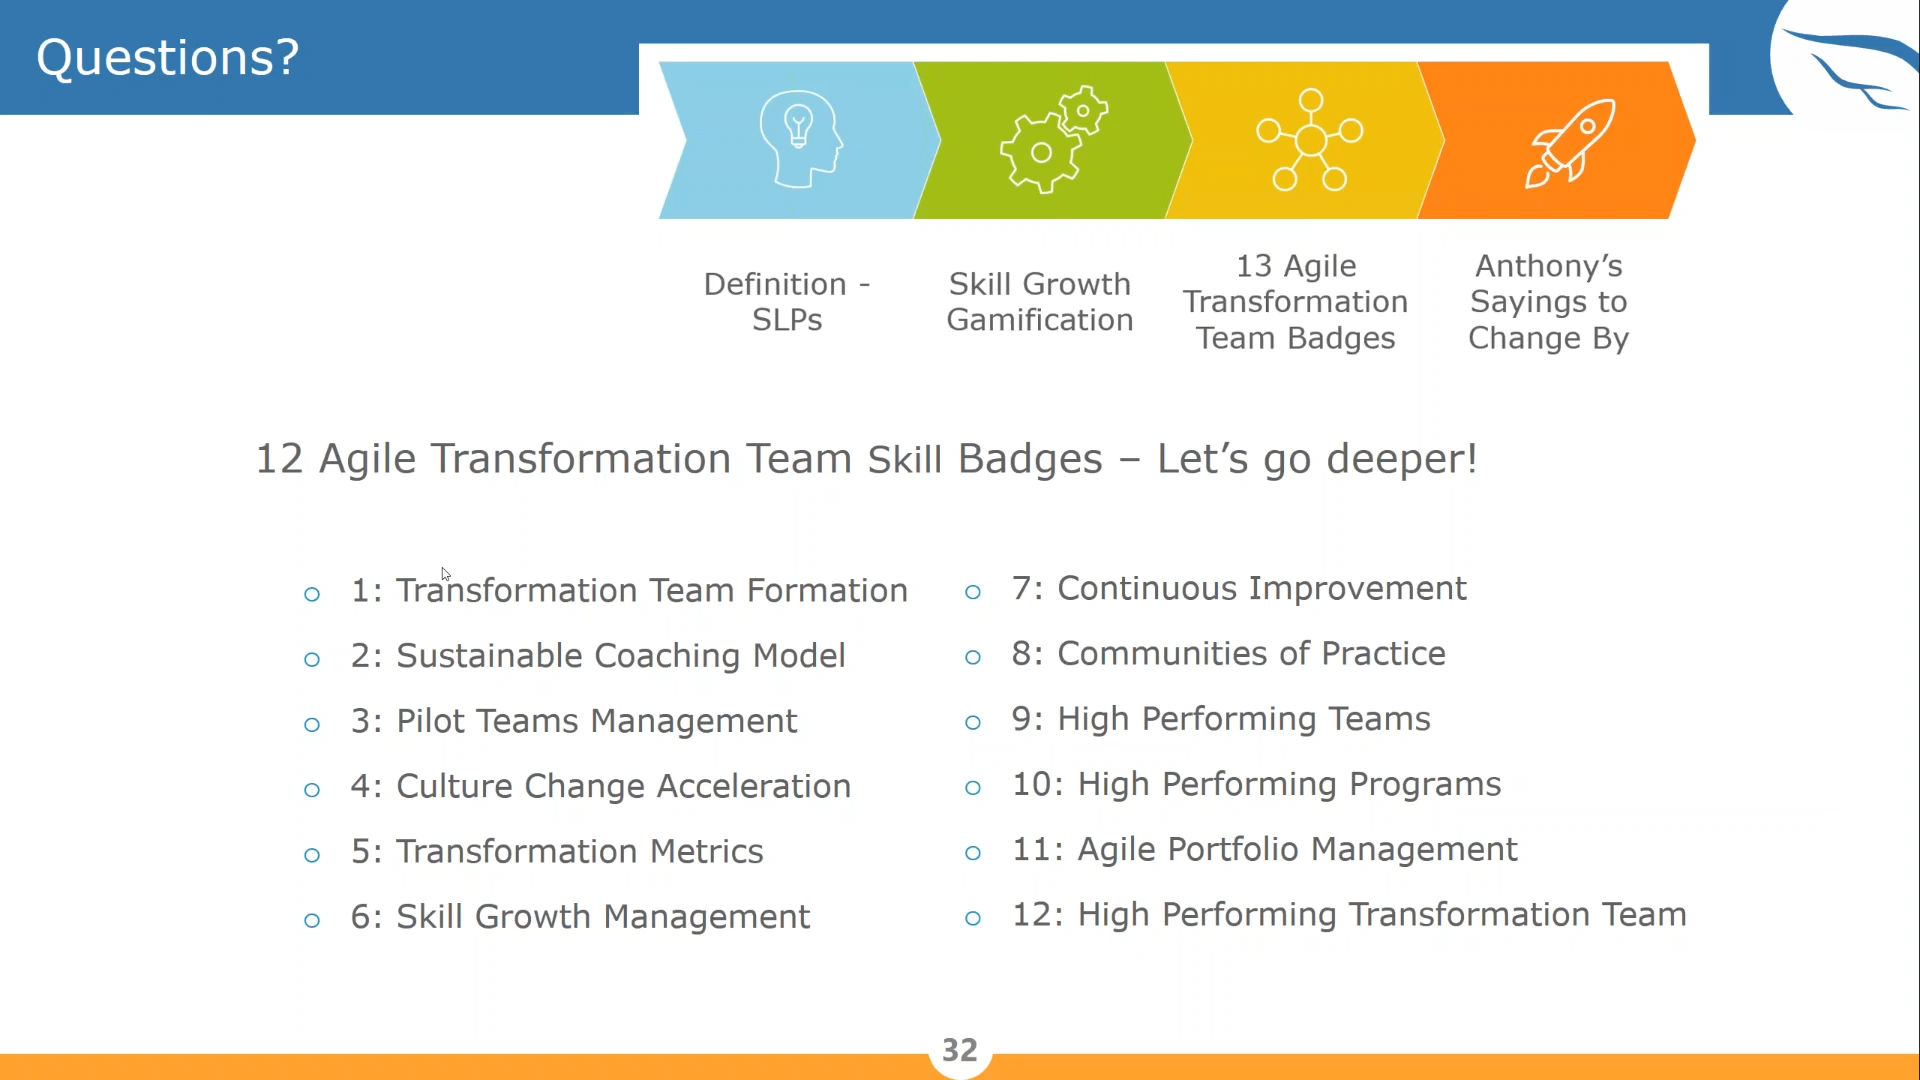 Questions?
Definition -
SLPs
Skill Growth
Gamification
13 Agile
Transformation
Team Badges
Anthony’s
Sayings to
Change By
12 Agile Transformation Team Skill Badges – Let’s go deeper!
1: Transformation Team Formation
2: Sustainable Coaching Model
3: Pilot Teams Management
4: Culture Change Acceleration
5: Transformation Metrics
6: Skill Growth Management
7: Continuous Improvement
8: Communities of Practice
9: High Performing Teams
10: High Performing Programs
11: Agile Portfolio Management
12: High Performing Transformation Team
32